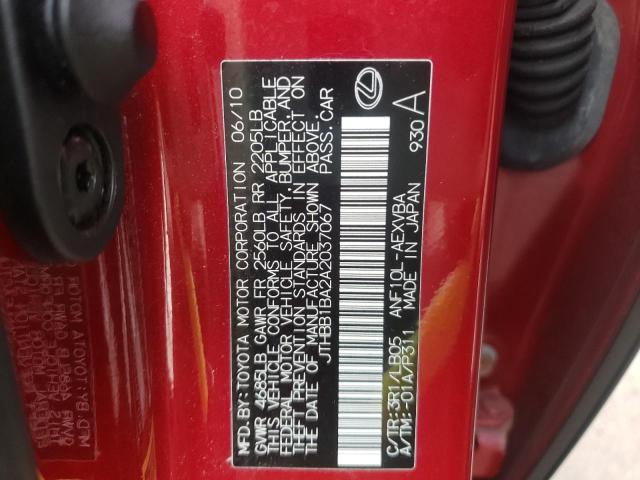 MFD.BY:TOYOTA MOTOR CORPORATION 06/10
GVWR 4685LB GAWR FR 2560LB RR 2205LB
THIS VEHICLE CONFORMS TO ALL APPLICABLE
FEDERAL MOTOR VEHICLE SAFETY, BUMPER, AND
THEFT PREVENTION STANDARDS IN EFFECT ON
THE DATE OF MANUFACTURE SHOWN ABOVE.
JTHBB1BA2A2037067 PASS.CAR
C/TR:3R1/LB05 ANF10L-AEXVBA 930 A
A/TM:-01A/P311 MADE IN JAPAN